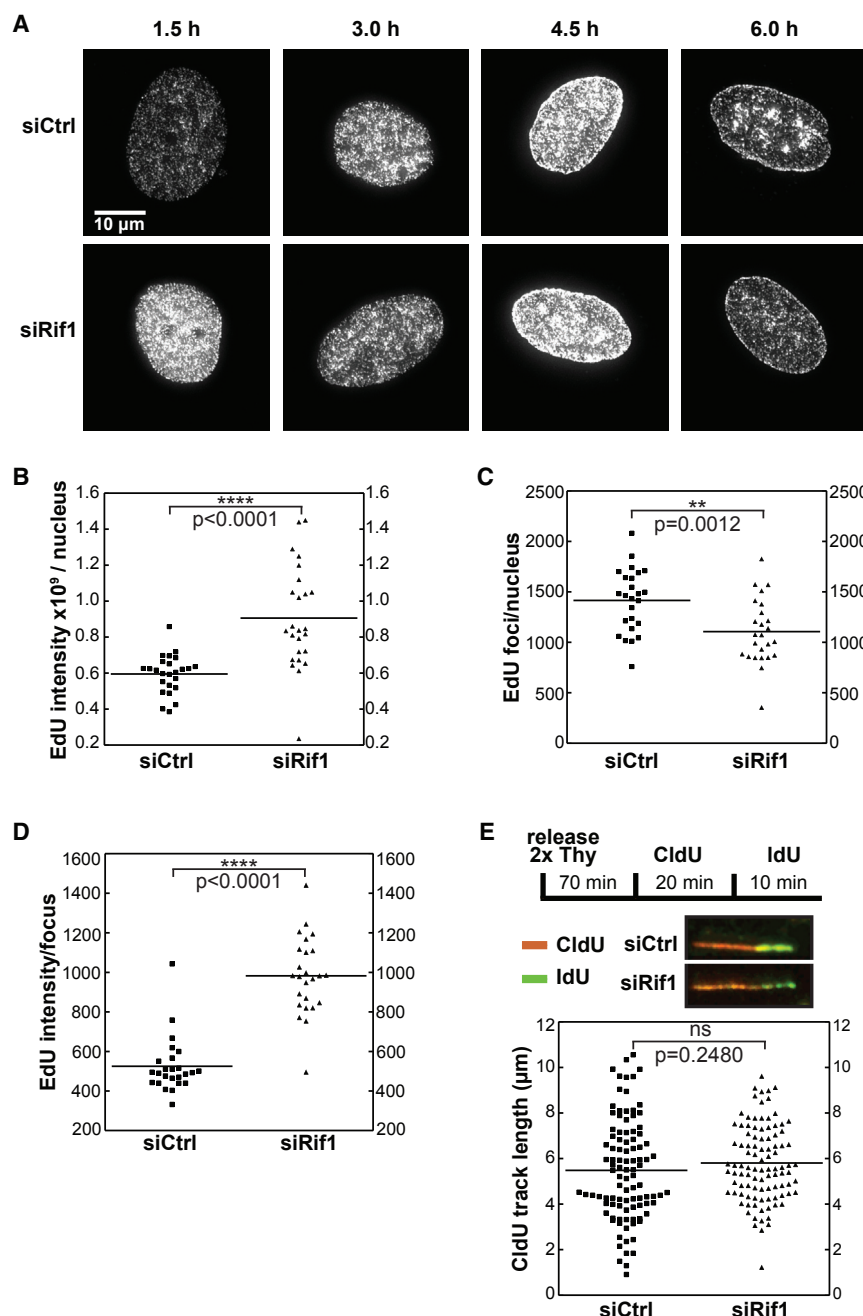 A
1.5 h 3.0 h 4.5 h 6.0 h
siCtrl
10 µm
siRif1
B
EdU intensity x10⁹ / nucleus
1.6 1.6
1.4 1.4
1.2 1.2
1.0 1.0
0.8 0.8
0.6 0.6
0.4 0.4
0.2 0.2
****
p<0.0001
siCtrl siRif1
C
EdU foci/nucleus
2500 2500
2000 2000
1500 1500
1000 1000
500 500
0 0
**
p=0.0012
siCtrl siRif1
D
EdU intensity/focus
1600 1600
1400 1400
1200 1200
1000 1000
800 800
600 600
400 400
200 200
****
p<0.0001
siCtrl siRif1
E
release
2x Thy CldU IdU
70 min 20 min 10 min
CldU siCtrl
IdU siRif1
CldU track length (µm)
12 12
10 10
8 8
6 6
4 4
2 2
0 0
ns
p=0.2480
siCtrl siRif1